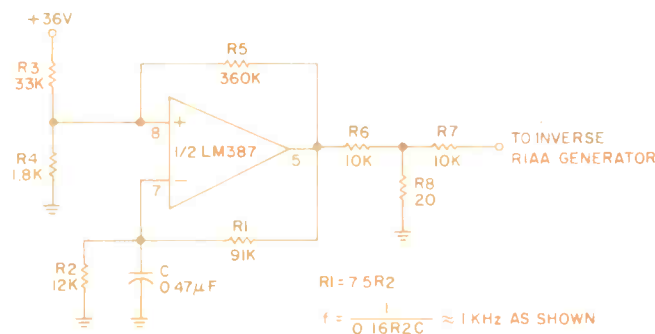 +36V
R3
33K
R5
360K
8
+
1/2 LM387
5
R6
10K
R7
10K
TO INVERSE
RIAA GENERATOR
R4
1.8K
7
−
R8
20
R1
91K
R2
12K
C
0.47μF
R1=7.5R2
f = 1 / 0.16R2C ≈ 1KHz AS SHOWN